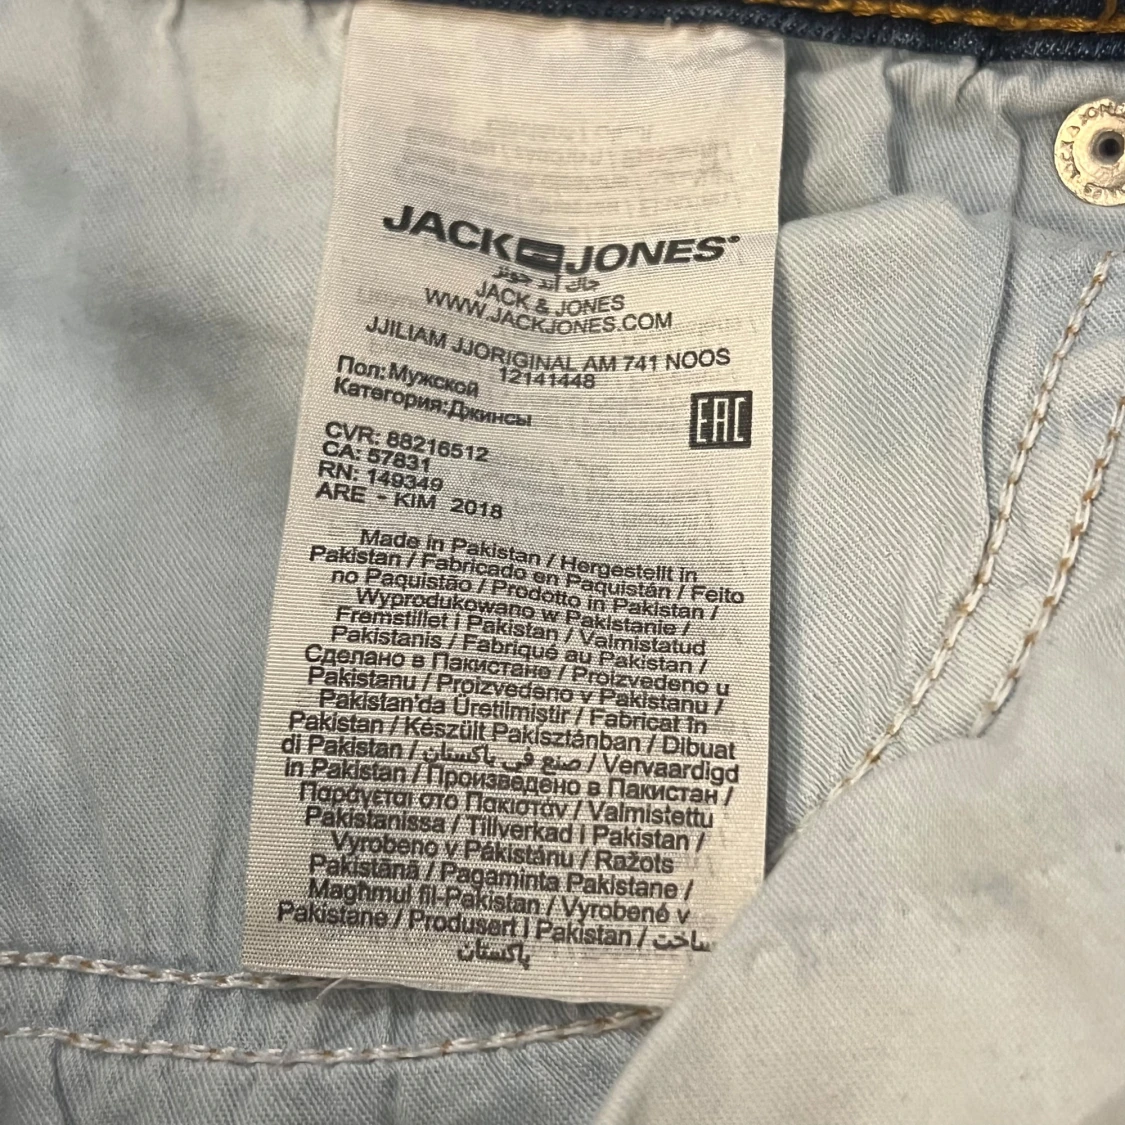 JACK JONES®
جاك أند جونز
JACK & JONES
WWW.JACKJONES.COM
JJILIAM JJORIGINAL AM 741 NOOS
12141448
Пол:Мужской
Категория:Джинсы
EAC
CVR: 88216512
CA: 57831
RN: 149349
ARE - KIM 2018
Made in Pakistan / Hergestellt in
Pakistan / Fabricado en Paquistán / Feito
no Paquistão / Prodotto in Pakistan /
Wyprodukowano w Pakistanie /
Fremstillet i Pakistan / Valmistatud
Pakistanis / Fabriqué au Pakistan /
Сделано в Пакистане / Proizvedeno u
Pakistanu / Proizvedeno v Pakistanu /
Pakistan'da Üretilmiştir / Fabricat în
Pakistan / Készült Pakisztánban / Dibuat
di Pakistan / صنع في باكستان / Vervaardigd
in Pakistan / Произведено в Пакистан /
Παράγεται στο Πακιστάν / Valmistettu
Pakistanissa / Tillverkad i Pakistan /
Vyrobeno v Pákistánu / Ražots
Pakistānā / Pagaminta Pakistane /
Magħmul fil-Pakistan / Vyrobené v
Pakistane / Produsert i Pakistan / ساخت
پاکستان